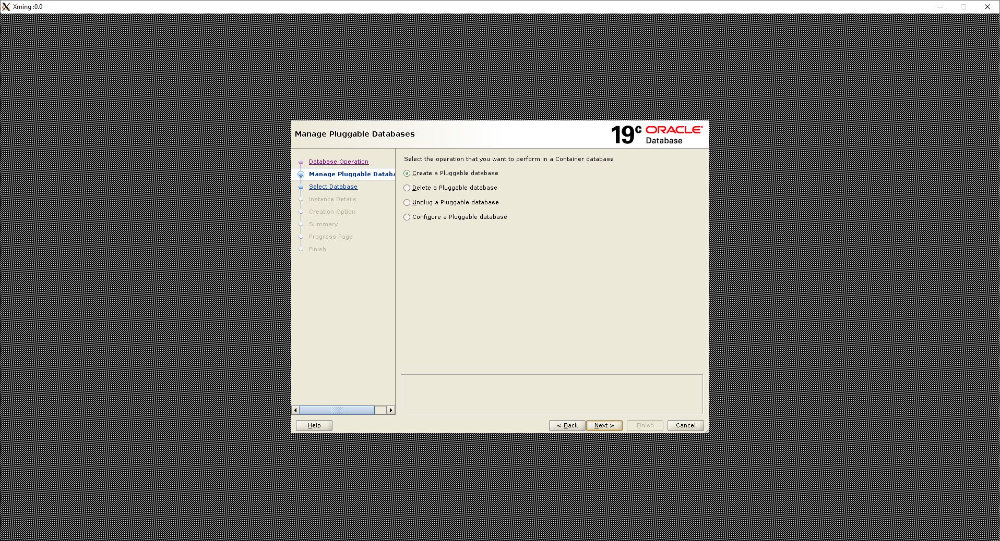 Xming :0.0
Manage Pluggable Databases
19c ORACLE
Database
Database Operation
Manage Pluggable Databa
Select Database
Instance Details
Creation Option
Summary
Progress Page
Finish
Select the operation that you want to perform in a Container database
Create a Pluggable database
Delete a Pluggable database
Unplug a Pluggable database
Configure a Pluggable database
Help
< Back
Next >
Finish
Cancel